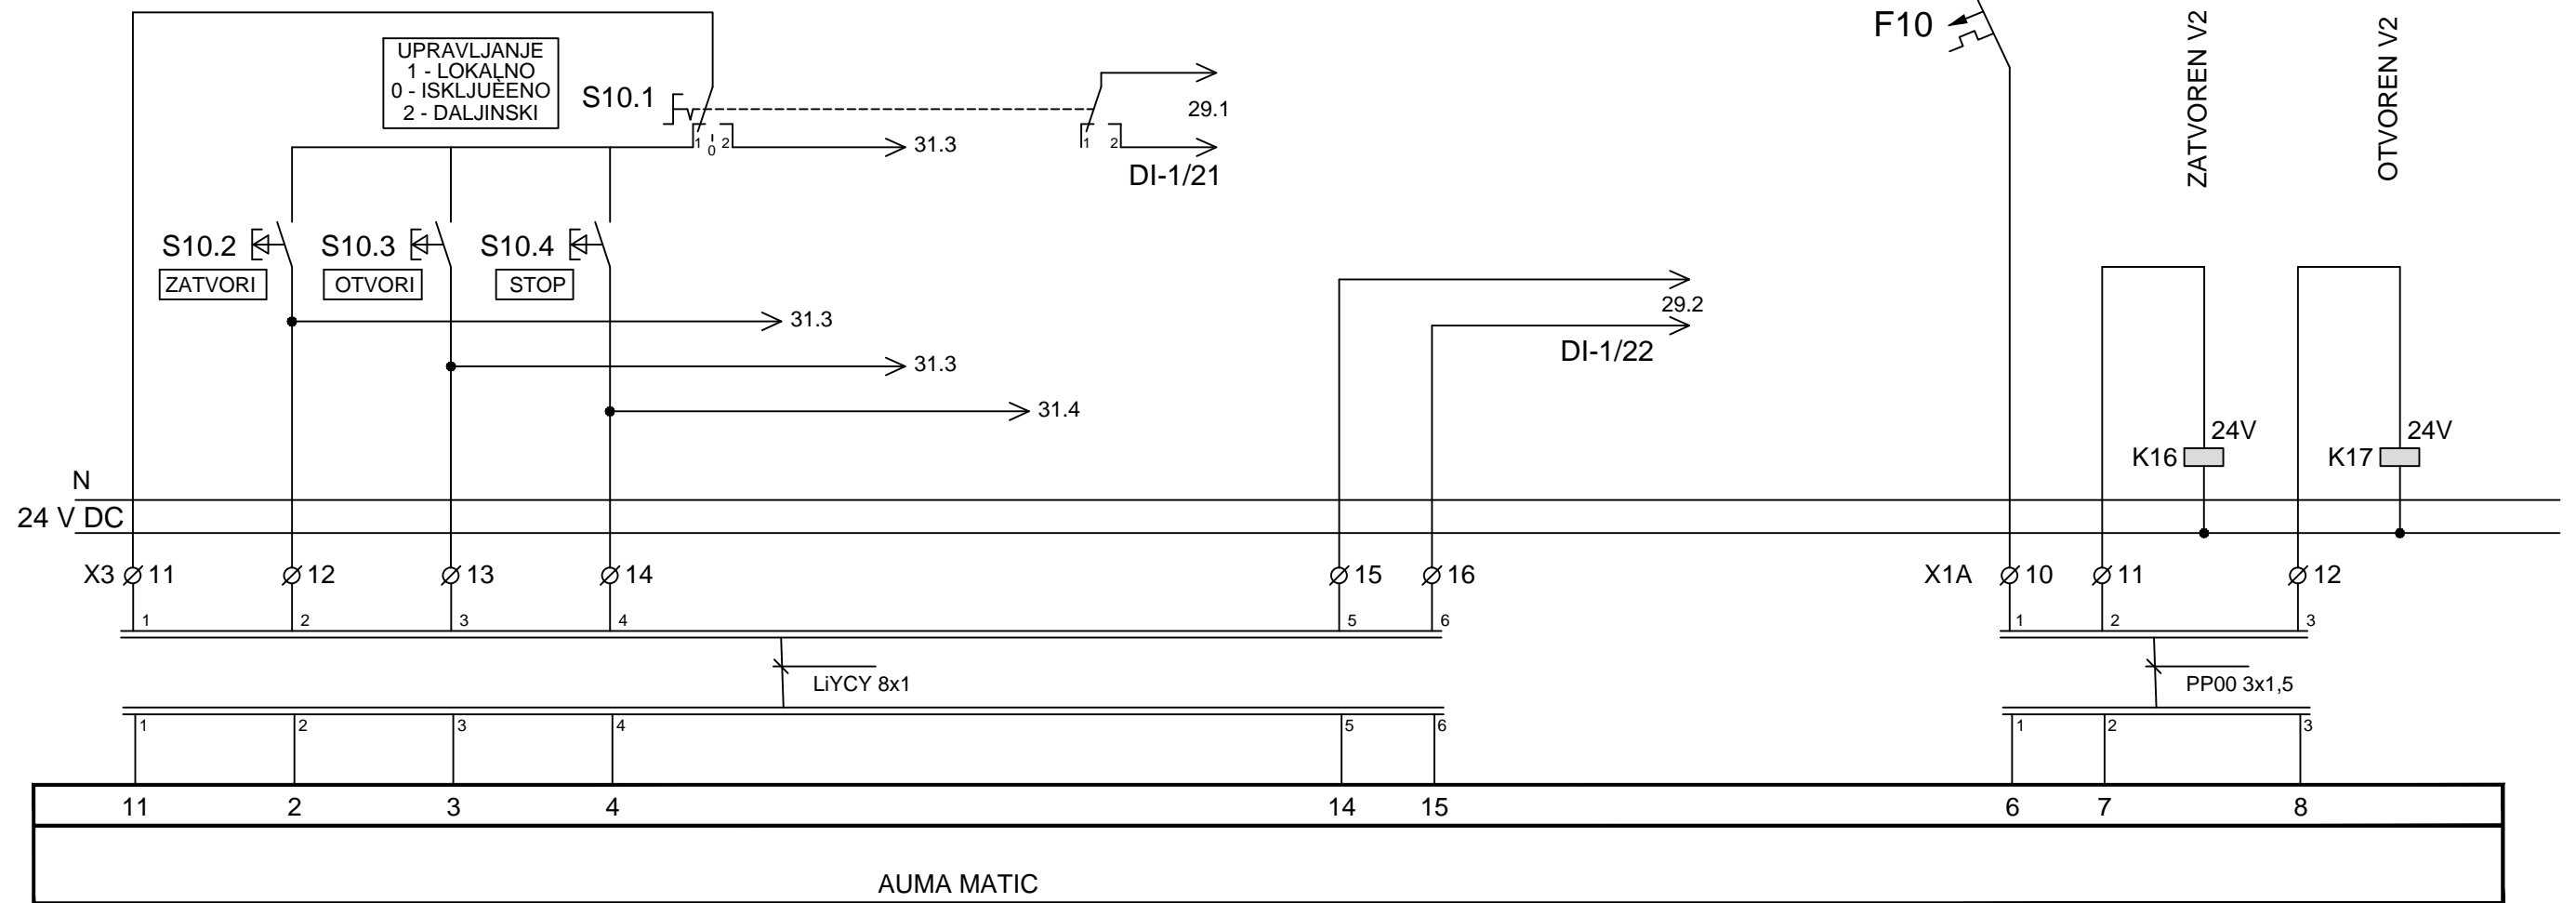 UPRAVLJANJE
1 - LOKALNO
0 - ISKLJUÈENO
2 - DALJINSKI
S10.1
1 0 2
31.3
1 2
29.1
DI-1/21
F10
ZATVOREN V2
OTVOREN V2
S10.2
ZATVORI
S10.3
OTVORI
S10.4
STOP
31.3
31.3
31.4
29.2
DI-1/22
24V
K16
24V
K17
N
24 V DC
X3 11 12 13 14 15 16
X1A 10 11 12
1 2 3 4 5 6 1 2 3
LiYCY 8x1
PP00 3x1,5
1 2 3 4 5 6 1 2 3
11 2 3 4 14 15 6 7 8
AUMA MATIC